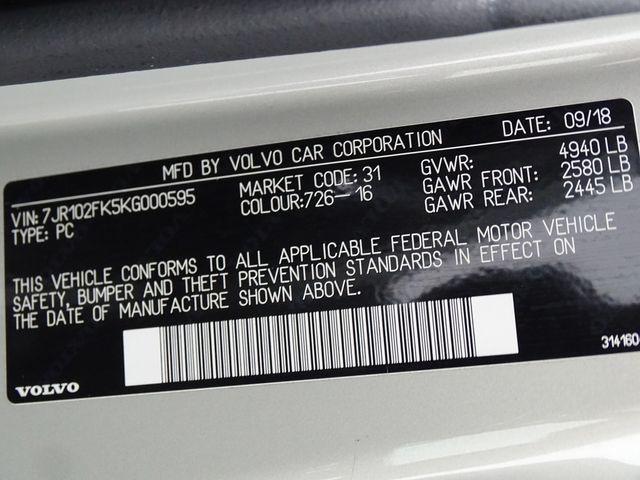 MFD BY VOLVO CAR CORPORATION DATE: 09/18
VIN: 7JR102FK5KG000595 MARKET CODE: 31 GVWR: 4940 LB
TYPE: PC COLOUR:726-16 GAWR FRONT: 2580 LB
GAWR REAR: 2445 LB
THIS VEHICLE CONFORMS TO ALL APPLICABLE FEDERAL MOTOR VEHICLE
SAFETY, BUMPER AND THEFT PREVENTION STANDARDS IN EFFECT ON
THE DATE OF MANUFACTURE SHOWN ABOVE.
VOLVO